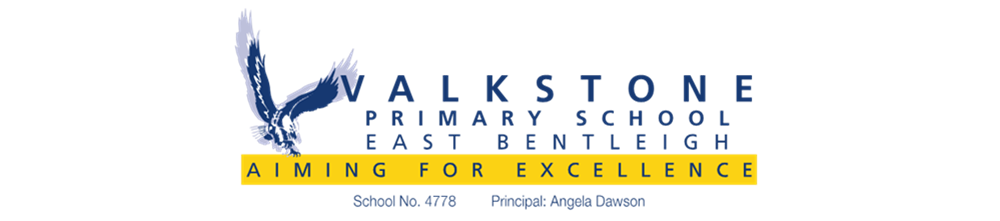 VALKSTONE
PRIMARY SCHOOL
EAST BENTLEIGH
AIMING FOR EXCELLENCE
School No. 4778 Principal: Angela Dawson